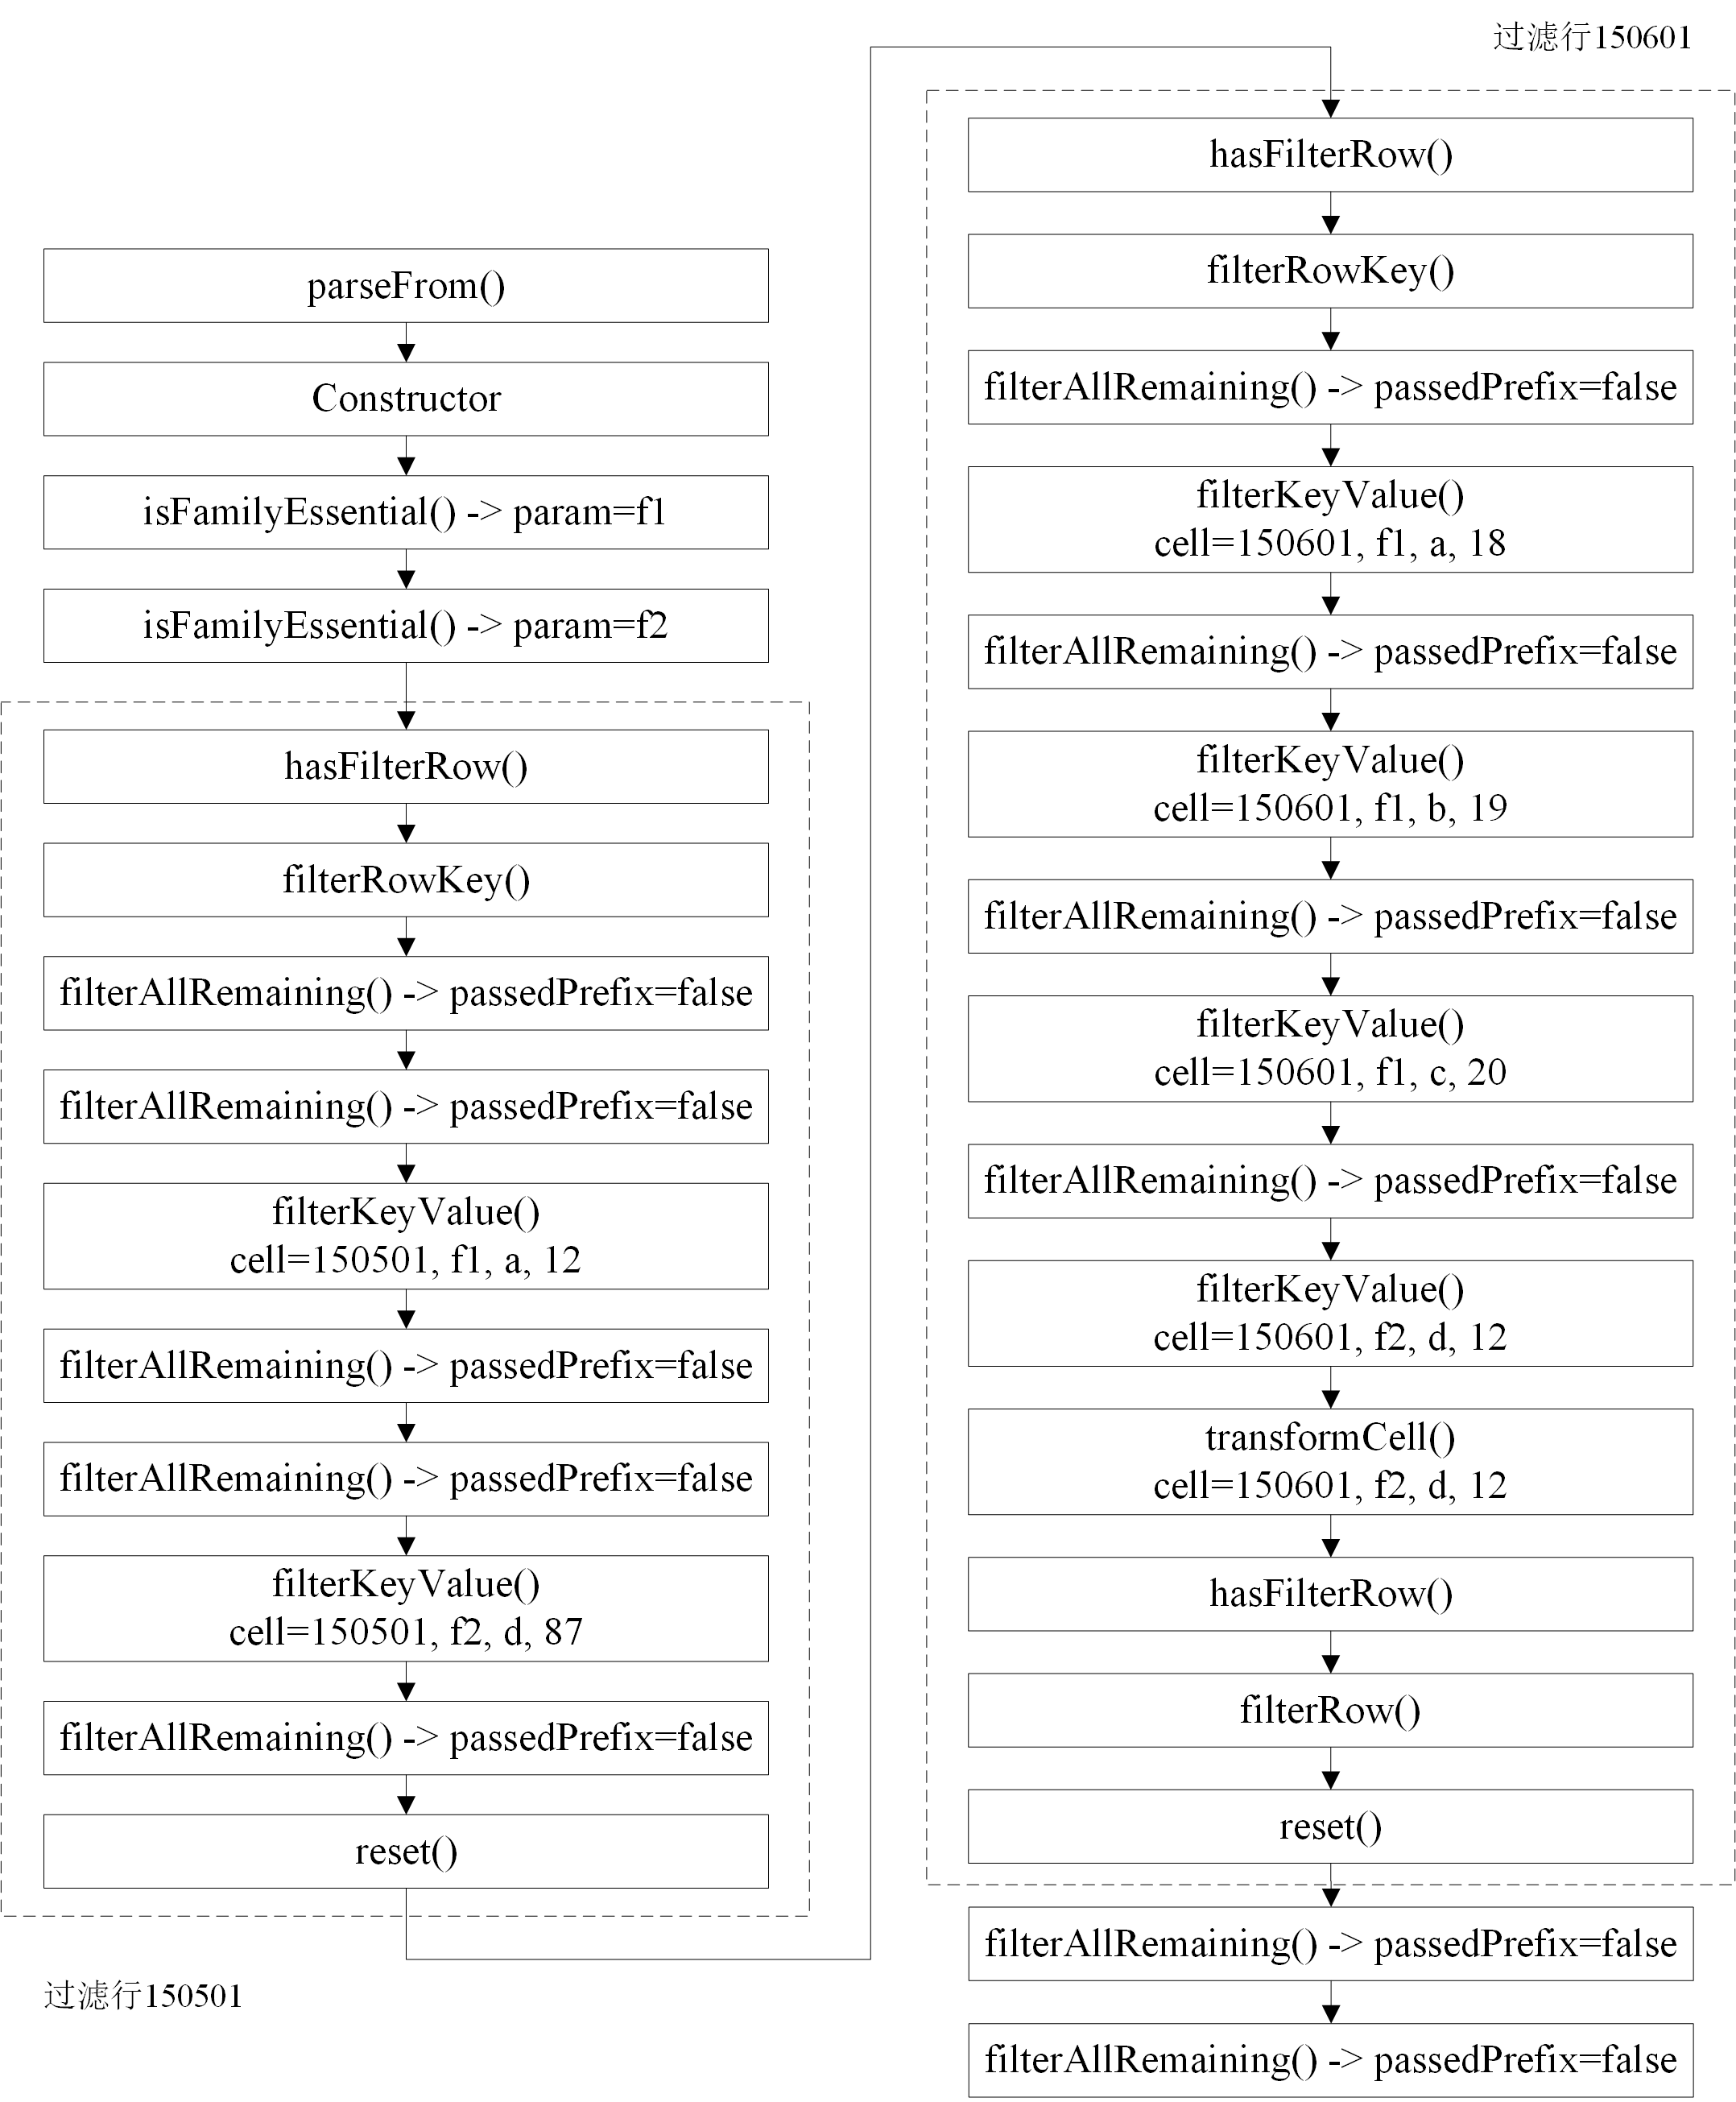 parseFrom()
Constructor
isFamilyEssential() -> param=f1
isFamilyEssential() -> param=f2
hasFilterRow()
filterRowKey()
filterAllRemaining() -> passedPrefix=false
filterAllRemaining() -> passedPrefix=false
filterKeyValue()
cell=150501, f1, a, 12
filterAllRemaining() -> passedPrefix=false
filterAllRemaining() -> passedPrefix=false
filterKeyValue()
cell=150501, f2, d, 87
filterAllRemaining() -> passedPrefix=false
reset()
过滤行150501
过滤行150601
hasFilterRow()
filterRowKey()
filterAllRemaining() -> passedPrefix=false
filterKeyValue()
cell=150601, f1, a, 18
filterAllRemaining() -> passedPrefix=false
filterKeyValue()
cell=150601, f1, b, 19
filterAllRemaining() -> passedPrefix=false
filterKeyValue()
cell=150601, f1, c, 20
filterAllRemaining() -> passedPrefix=false
filterKeyValue()
cell=150601, f2, d, 12
transformCell()
cell=150601, f2, d, 12
hasFilterRow()
filterRow()
reset()
filterAllRemaining() -> passedPrefix=false
filterAllRemaining() -> passedPrefix=false